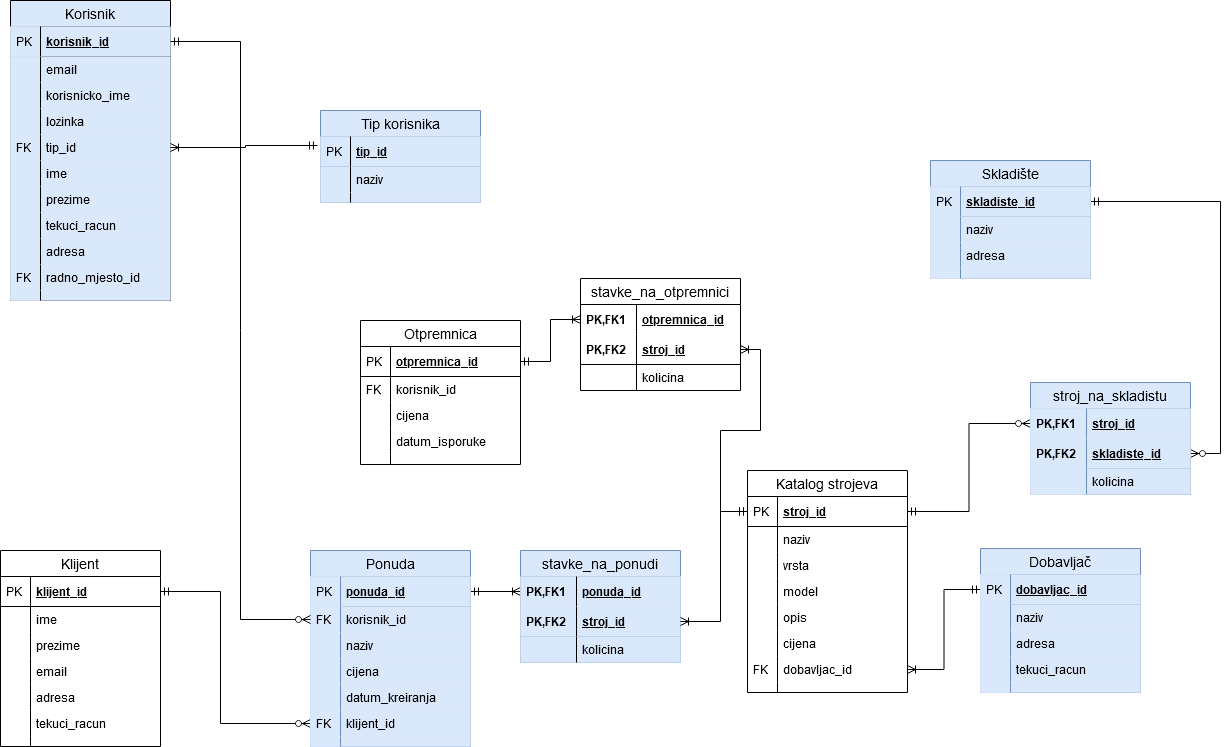 Korisnik
PK korisnik_id
email
korisnicko_ime
lozinka
FK tip_id
ime
prezime
tekuci_racun
adresa
FK radno_mjesto_id
Tip korisnika
PK tip_id
naziv
Skladište
PK skladiste_id
naziv
adresa
stavke_na_otpremnici
PK,FK1 otpremnica_id
PK,FK2 stroj_id
kolicina
Otpremnica
PK otpremnica_id
FK korisnik_id
cijena
datum_isporuke
stroj_na_skladistu
PK,FK1 stroj_id
PK,FK2 skladiste_id
kolicina
Katalog strojeva
PK stroj_id
naziv
vrsta
model
opis
cijena
FK dobavljac_id
Klijent
PK klijent_id
ime
prezime
email
adresa
tekuci_racun
Ponuda
PK ponuda_id
FK korisnik_id
naziv
cijena
datum_kreiranja
FK klijent_id
stavke_na_ponudi
PK,FK1 ponuda_id
PK,FK2 stroj_id
kolicina
Dobavljač
PK dobavljac_id
naziv
adresa
tekuci_racun